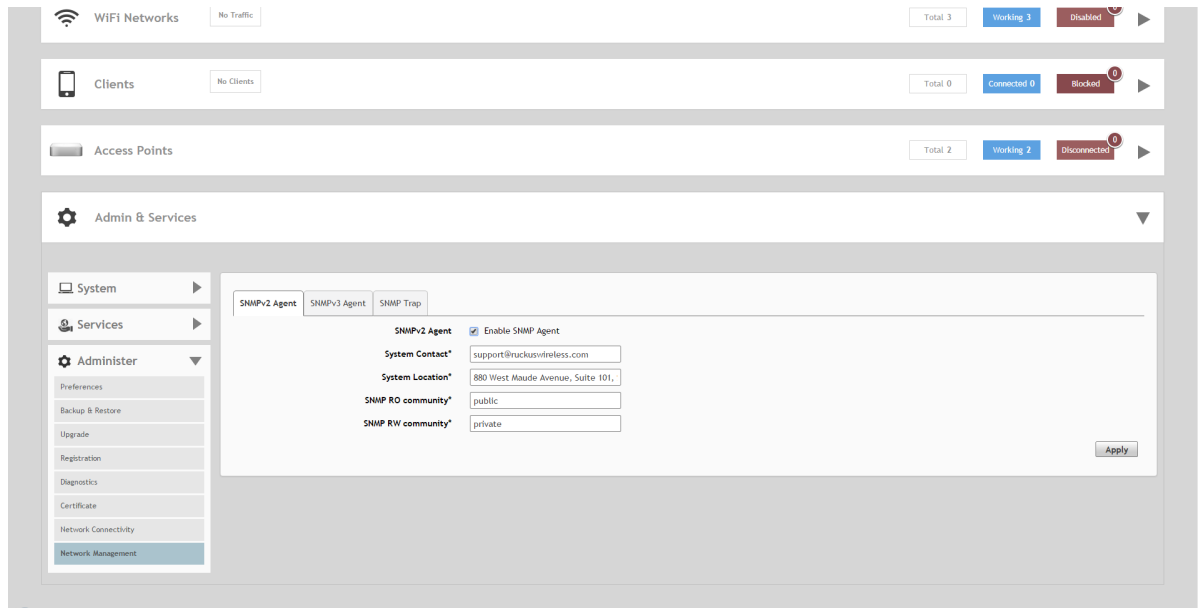 WiFi Networks No Traffic Total 3 Working 3 Disabled
Clients No Clients Total 0 Connected 0 Blocked 0
Access Points Total 2 Working 2 Disconnected 0
Admin & Services
System
Services
Administer
Preferences
Backup & Restore
Upgrade
Registration
Diagnostics
Certificate
Network Connectivity
Network Management
SNMPv2 Agent SNMPv3 Agent SNMP Trap
SNMPv2 Agent Enable SNMP Agent
System Contact* support@ruckuswireless.com
System Location* 880 West Maude Avenue, Suite 101,
SNMP RO community* public
SNMP RW community* private
Apply